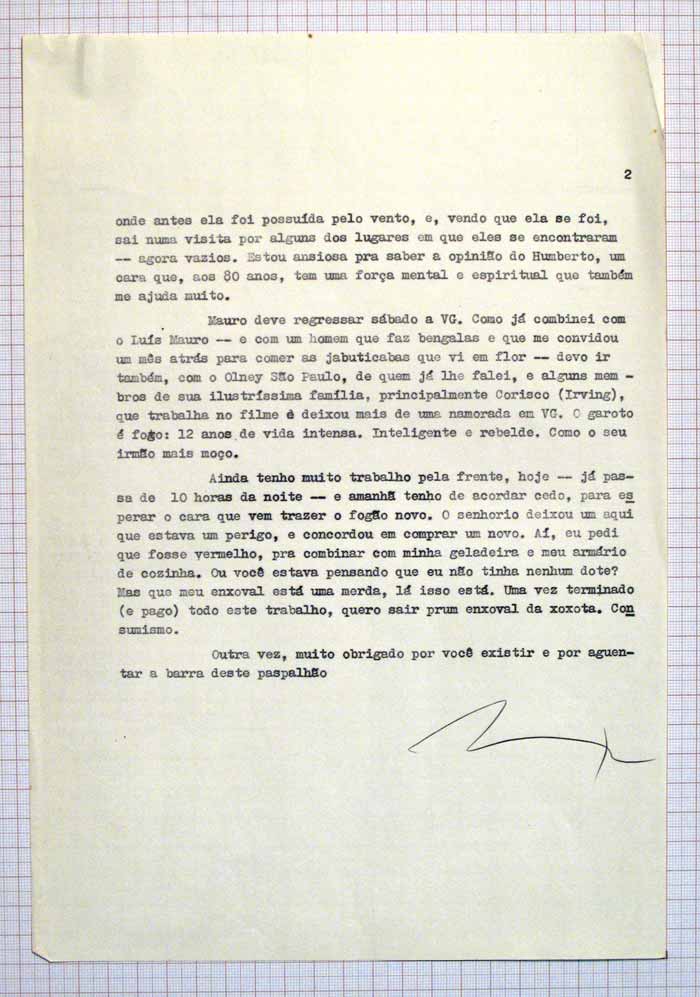 2
onde antes ela foi possuída pelo vento, e, vendo que ela se foi,
sai numa visita por alguns dos lugares em que eles se encontraram
-- agora vazios. Estou ansiosa pra saber a opinião do Humberto, um
cara que, aos 80 anos, tem uma força mental e espiritual que também
me ajuda muito.
Mauro deve regressar sábado a VG. Como já combinei com
o Luís Mauro -- e com um homem que faz bengalas e que me convidou
um mês atrás para comer as jabuticabas que vi em flor -- devo ir
também, com o Olney São Paulo, de quem já lhe falei, e alguns mem -
bros de sua ilustríssima família, principalmente Corisco (Irving),
que trabalha no filme e deixou mais de uma namorada em VG. O garoto
é fogo: 12 anos de vida intensa. Inteligente e rebelde. Como o seu
irmão mais moço.
Ainda tenho muito trabalho pela frente, hoje -- já pas-
sa de 10 horas da noite -- e amanhã tenho de acordar cedo, para es
perar o cara que vem trazer o fogão novo. O senhorio deixou um aqui
que estava um perigo, e concordou em comprar um novo. Aí, eu pedi
que fosse vermelho, pra combinar com minha geladeira e meu armário
de cozinha. Ou você estava pensando que eu não tinha nenhum dote?
Mas que meu enxoval está uma merda, lá isso está. Uma vez terminado
(e pago) todo este trabalho, quero sair prum enxoval da xoxota. Con
sumismo.
Outra vez, muito obrigado por você existir e por aguen-
tar a barra deste paspalhão